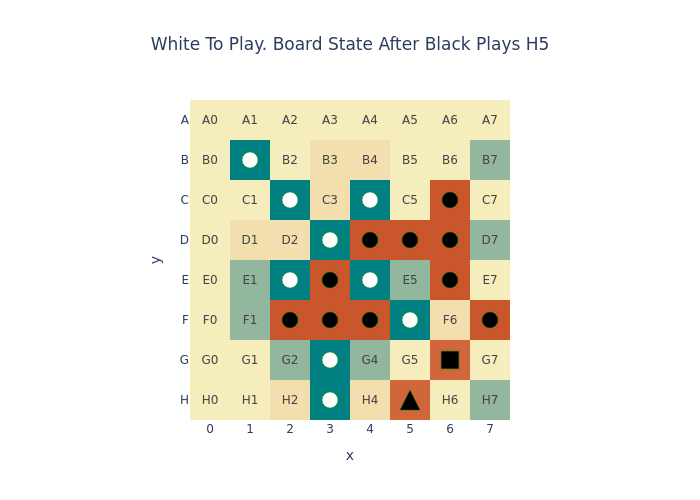 White To Play. Board State After Black Plays H5
A A0 A1 A2 A3 A4 A5 A6 A7
B B0 B2 B3 B4 B5 B6 B7
C C0 C1 C3 C5 C7
D D0 D1 D2 D7
E E0 E1 E5 E7
F F0 F1 F6
G G0 G1 G2 G4 G5 G7
H H0 H1 H2 H4 H6 H7
0 1 2 3 4 5 6 7
x
y